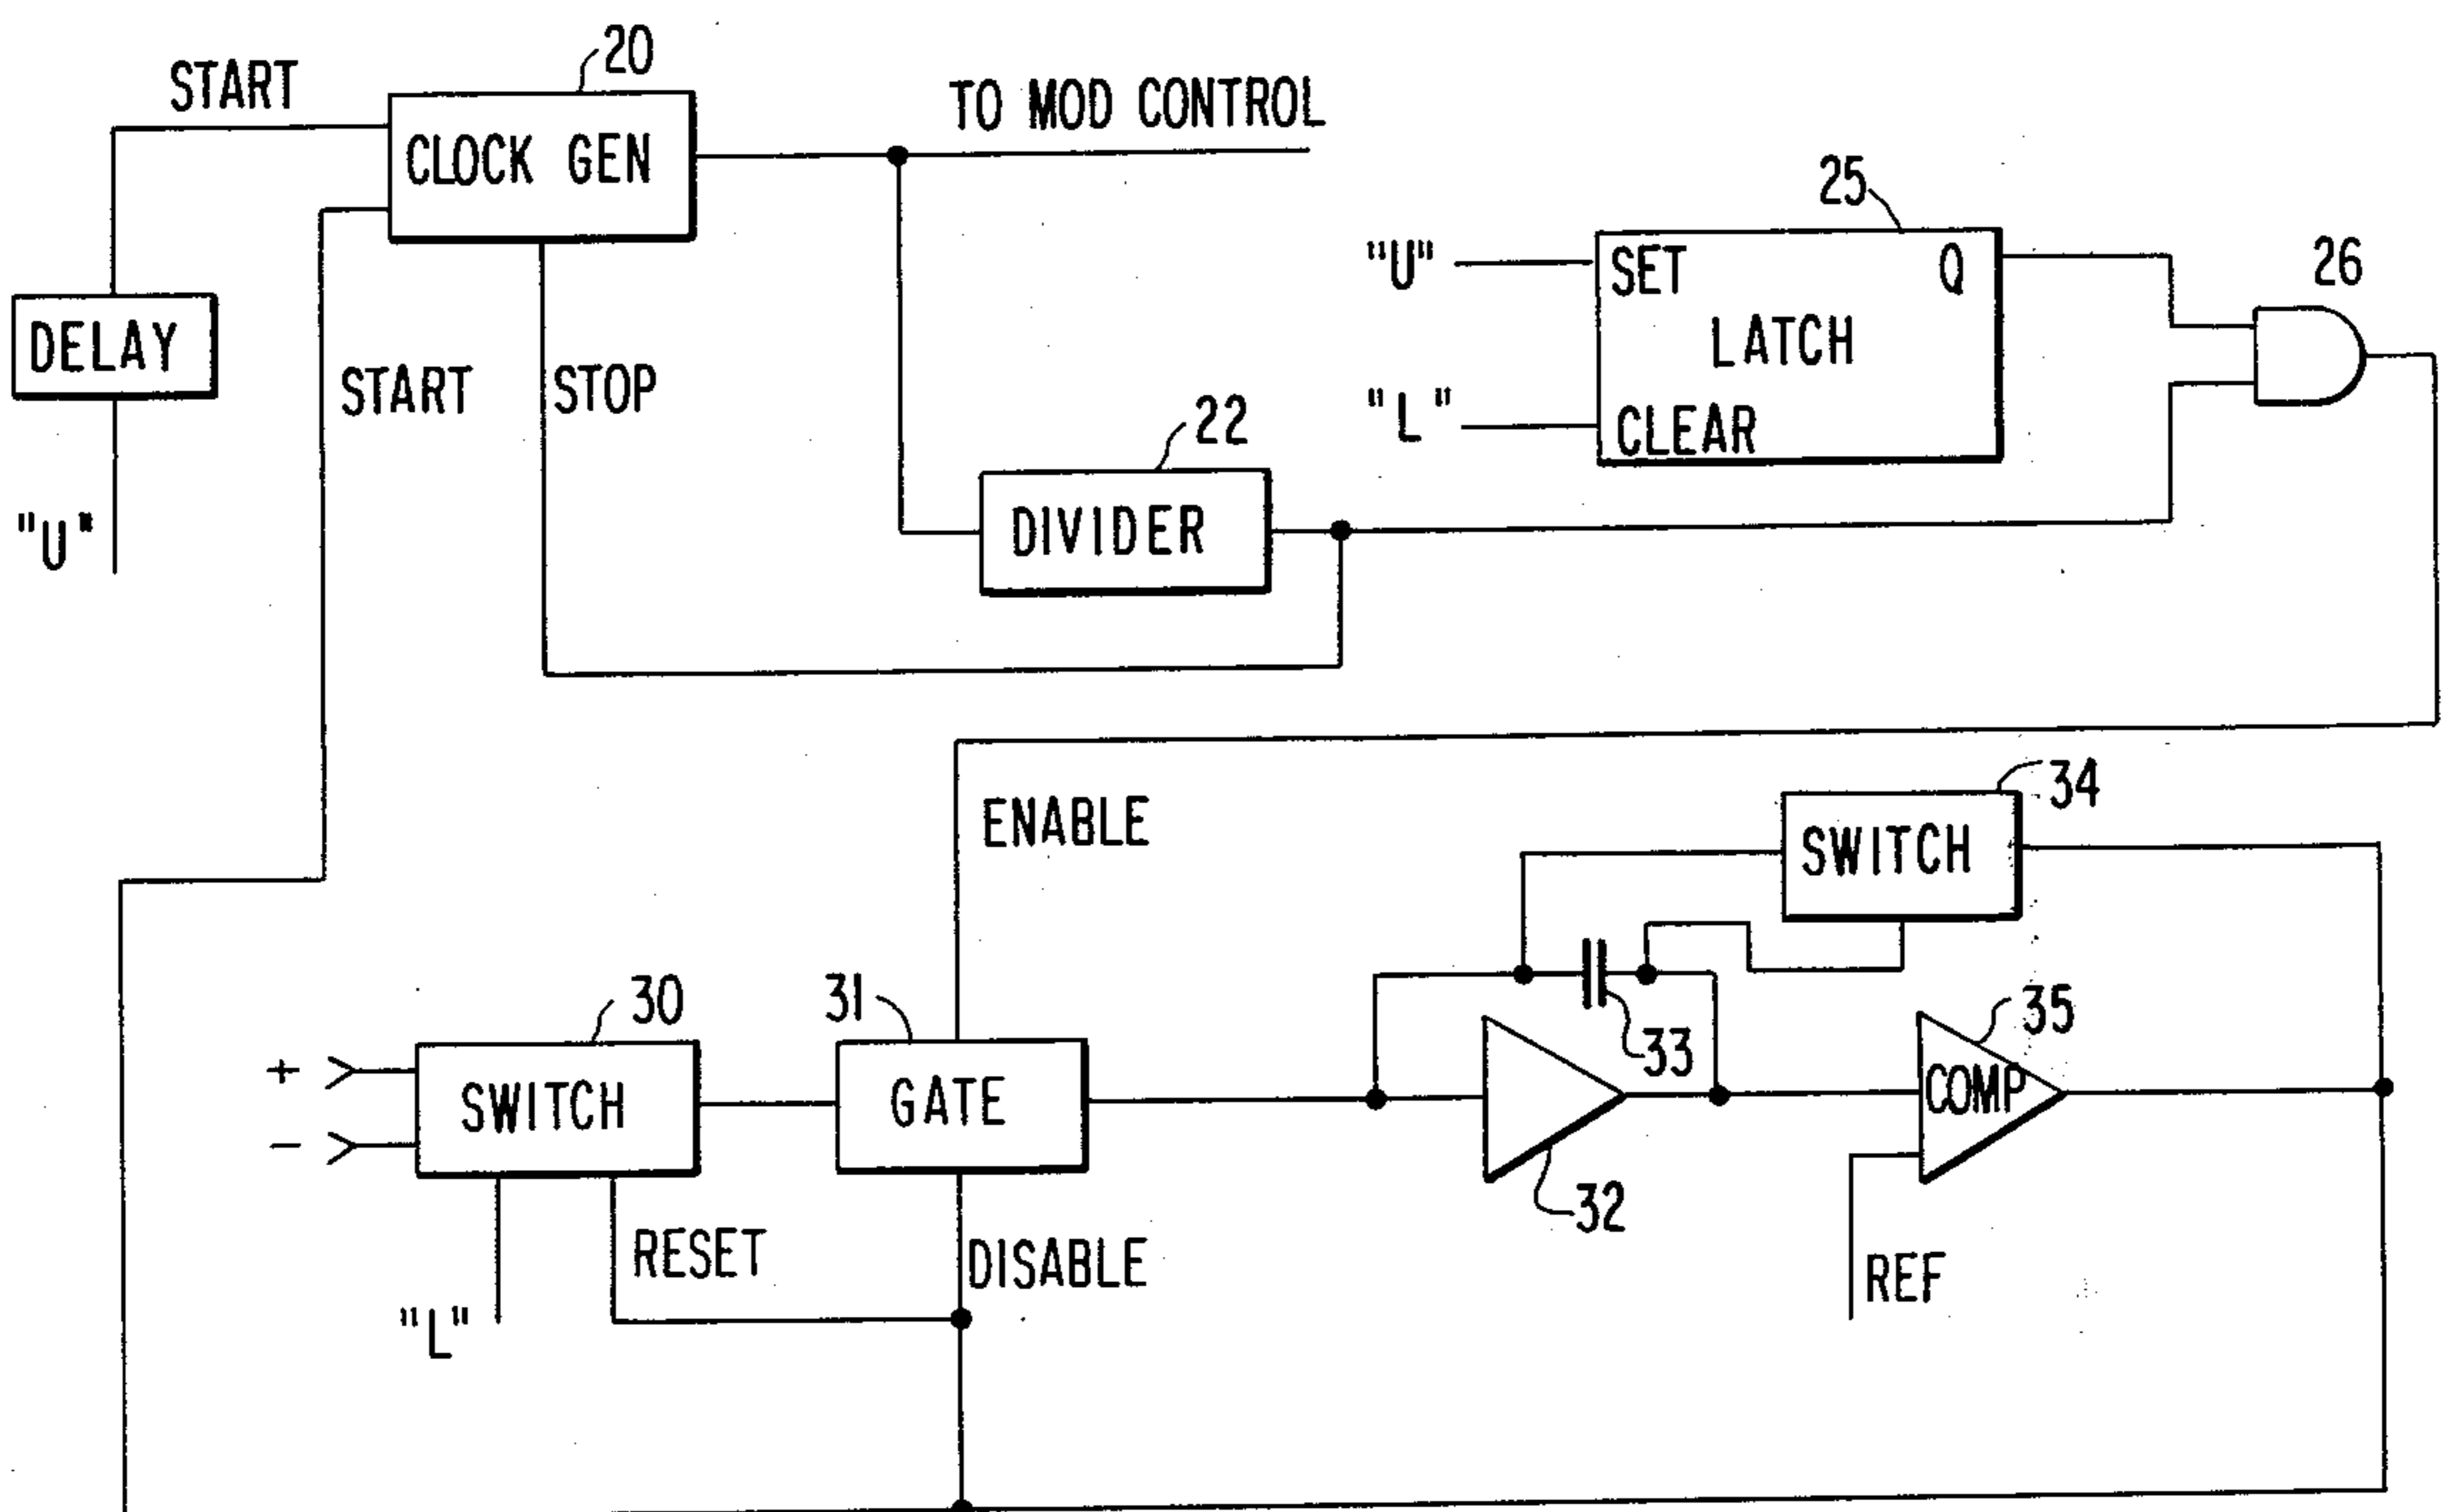 20
START
TO MOD CONTROL
CLOCK GEN
25
"U"
SET
Q
26
LATCH
DELAY
START
STOP
"L"
CLEAR
22
"U"
DIVIDER
34
ENABLE
SWITCH
30
31
35
33
+
SWITCH
GATE
COMP
-
32
RESET
DISABLE
REF
"L"